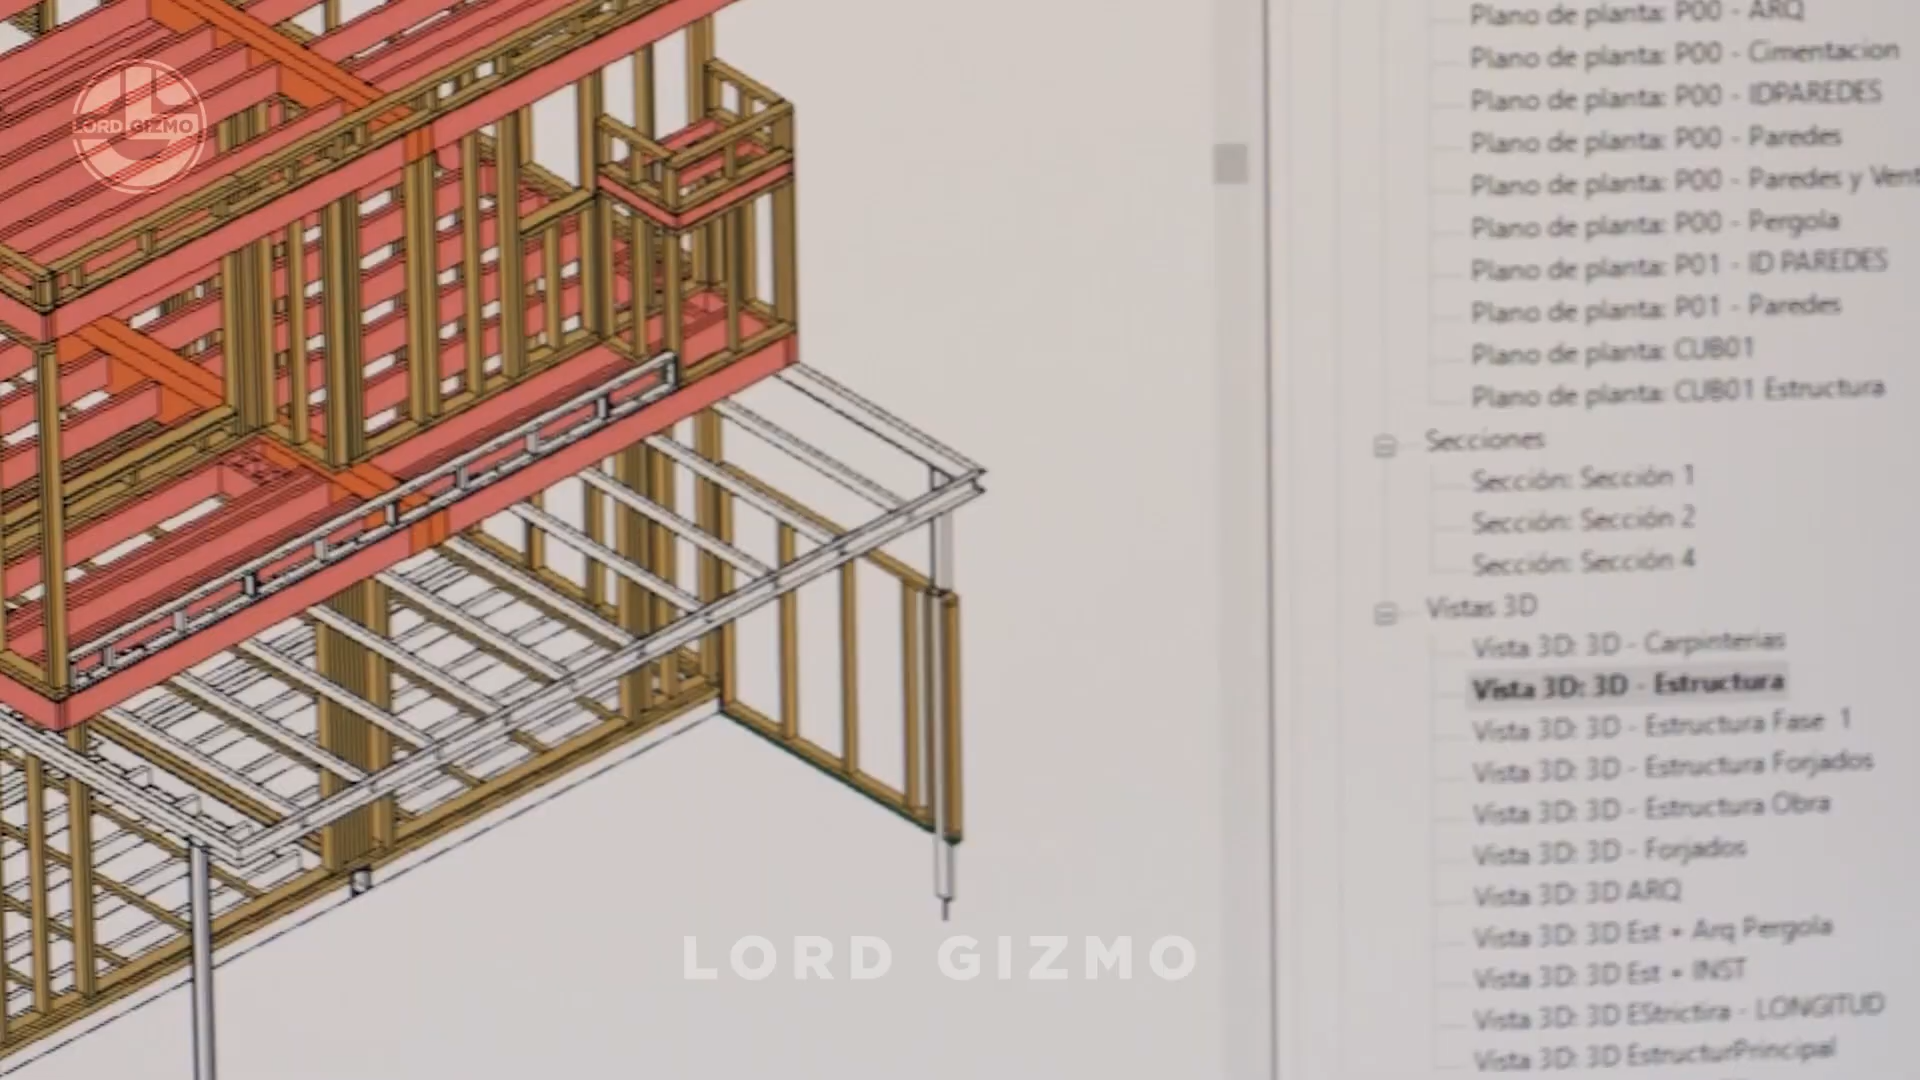 LORD GIZMO
Plano de planta: P00 - ARQ
Plano de planta: P00 - Cimentacion
Plano de planta: P00 - IDPAREDES
Plano de planta: P00 - Paredes
Plano de planta: P00 - Paredes y Vent
Plano de planta: P00 - Pergola
Plano de planta: P01 - ID PAREDES
Plano de planta: P01 - Paredes
Plano de planta: CUB01
Plano de planta: CUB01 Estructura
Secciones
Sección: Sección 1
Sección: Sección 2
Sección: Sección 4
Vistas 3D
Vista 3D: 3D - Carpinterias
Vista 3D: 3D - Estructura
Vista 3D: 3D - Estructura Fase 1
Vista 3D: 3D - Estructura Forjados
Vista 3D: 3D - Estructura Obra
Vista 3D: 3D - Forjados
Vista 3D: 3D ARQ
Vista 3D: 3D Est + Arq Pergola
Vista 3D: 3D Est + INST
Vista 3D: 3D EStrictira - LONGITUD
Vista 3D: 3D EstructurPrincipal
LORD GIZMO